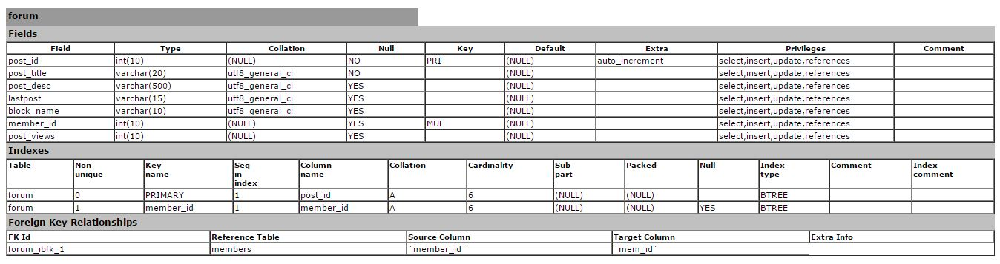 forum
Fields
Field Type Collation Null Key Default Extra Privileges Comment
post_id int(10) (NULL) NO PRI (NULL) auto_increment select,insert,update,references
post_title varchar(20) utf8_general_ci NO (NULL) select,insert,update,references
post_desc varchar(500) utf8_general_ci YES (NULL) select,insert,update,references
lastpost varchar(15) utf8_general_ci YES (NULL) select,insert,update,references
block_name varchar(10) utf8_general_ci YES (NULL) select,insert,update,references
member_id int(10) (NULL) YES MUL (NULL) select,insert,update,references
post_views int(10) (NULL) YES (NULL) select,insert,update,references
Indexes
Table Non unique Key name Seq in index Column name Collation Cardinality Sub part Packed Null Index type Comment Index comment
forum 0 PRIMARY 1 post_id A 6 (NULL) (NULL) BTREE
forum 1 member_id 1 member_id A 6 (NULL) (NULL) YES BTREE
Foreign Key Relationships
FK Id Reference Table Source Column Target Column Extra Info
forum_ibfk_1 members `member_id` `mem_id`